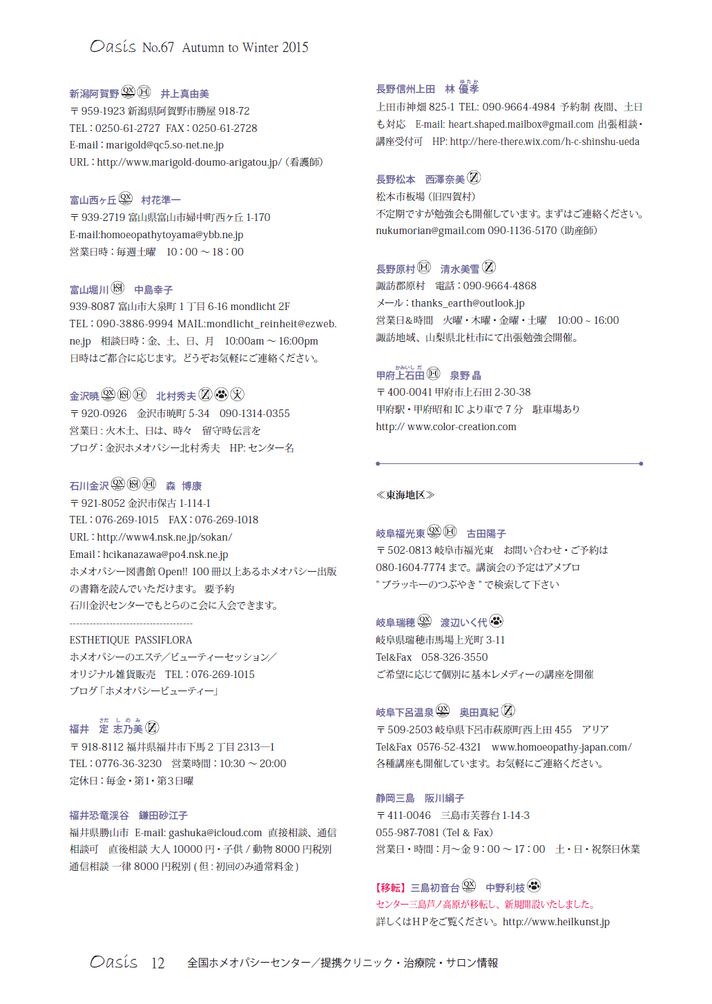 Oasis No.67 Autumn to Winter 2015
新潟阿賀野 QX H 井上真由美
〒959-1923 新潟県阿賀野市勝屋 918-72
TEL：0250-61-2727 FAX：0250-61-2728
E-mail：marigold@qc5.so-net.ne.jp
URL：http://www.marigold-doumo-arigatou.jp/（看護師）
富山西ヶ丘 QX 村花準一
〒939-2719 富山県富山市婦中町西ヶ丘 1-170
E-mail:homoeopathytoyama@ybb.ne.jp
営業日時：毎週土曜　10：00 〜 18：00
富山堀川 中島幸子
939-8087 富山市大泉町 1 丁目 6-16 mondlicht 2F
TEL：090-3886-9994 MAIL:mondlicht_reinheit@ezweb.
ne.jp　相談日時：金、土、日、月　10:00am 〜 16:00pm
日時はご都合に応じます。どうぞお気軽にご連絡ください。
金沢暁 QX H 北村秀夫 Z
〒920-0926　金沢市暁町 5-34　090-1314-0355
営業日 : 火木土、日は、時々　留守時伝言を
ブログ：金沢ホメオパシー北村秀夫　HP: センター名
石川金沢 QX H 森 博康
〒921-8052 金沢市保古 1-114-1
TEL：076-269-1015　FAX：076-269-1018
URL：http://www4.nsk.ne.jp/sokan/
Email：hcikanazawa@po4.nsk.ne.jp
ホメオパシー図書館 Open!! 100 冊以上あるホメオパシー出版
の書籍を読んでいただけます。 要予約
石川金沢センターでもとらのこ会に入会できます。
------------------------------------
ESTHETIQUE PASSIFLORA
ホメオパシーのエステ／ビューティーセッション／
オリジナル雑貨販売　TEL：076-269-1015
ブログ「ホメオパシービューティー」
さだ　し の み
福井　定 志乃美 Z
〒918-8112 福井県福井市下馬 2 丁目 2313―1
TEL：0776-36-3230　営業時間：10:30 〜 20:00
定休日：毎金・第1・第3日曜
福井恐竜渓谷　鎌田砂江子
福井県勝山市 E-mail: gashuka@icloud.com 直接相談、通信
相談可　直接相談 大人 10000 円・子供 / 動物 8000 円税別
通信相談 一律 8000 円税別 ( 但 : 初回のみ通常料金 )
ゆたか
長野信州上田　林 優孝
上田市神畑 825-1 TEL: 090-9664-4984 予約制 夜間、土日
も対応　E-mail: heart.shaped.mailbox@gmail.com 出張相談・
講座受付可　HP: http://here-there.wix.com/h-c-shinshu-ueda
長野松本　西澤奈美 Z
松本市板場（旧四賀村）
不定期ですが勉強会も開催しています。まずはご連絡ください。
nukumorian@gmail.com 090-1136-5170（助産師）
長野原村 H 清水美雪 Z
諏訪郡原村　電話：090-9664-4868
メール：thanks_earth@outlook.jp
営業日&時間　火曜・木曜・金曜・土曜　10:00 ~ 16:00
諏訪地域、山梨県北杜市にて出張勉強会開催。
かみいしだ
甲府上石田 H 泉野 晶
〒400-0041 甲府市上石田 2-30-38
甲府駅・甲府昭和 IC より車で 7 分　駐車場あり
http:// www.color-creation.com
≪東海地区≫
岐阜福光東 QX H 古田陽子
〒502-0813 岐阜市福光東　お問い合わせ・ご予約は
080-1604-7774 まで。講演会の予定はアメブロ
" ブラッキーのつぶやき " で検索して下さい
岐阜瑞穂 QX 渡辺いく代
岐阜県瑞穂市馬場上光町 3-11
Tel&Fax　058-326-3550
ご希望に応じて個別に基本レメディーの講座を開催
岐阜下呂温泉 QX 奥田真紀 Z
〒509-2503 岐阜県下呂市萩原町西上田 455　アリア
Tel&Fax 0576-52-4321　www.homoeopathy-japan.com/
各種講座も開催しています。お気軽にご連絡ください。
静岡三島　阪川絹子
〒411-0046　三島市芙蓉台 1-14-3
055-987-7081（Tel & Fax）
営業日・時間：月〜金 9：00 〜 17：00　土・日・祝祭日休業
【移転】三島初音台 QX 中野利枝
センター三島芦ノ高原が移転し、新規開設いたしました。
詳しくはＨＰをご覧ください。http://www.heilkunst.jp
Oasis 12　全国ホメオパシーセンター／提携クリニック・治療院・サロン情報